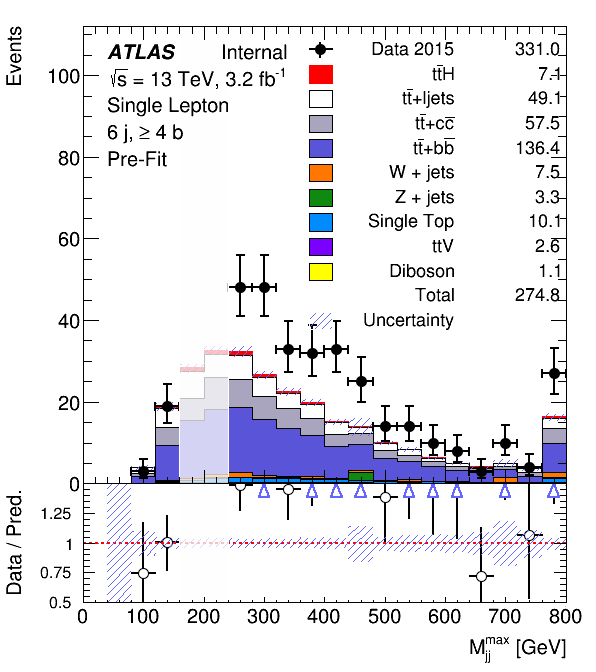 Events
ATLAS Internal
√s = 13 TeV, 3.2 fb-1
Single Lepton
6 j, ≥ 4 b
Pre-Fit
Data 2015 331.0
tt̄H 7.1
tt̄+ljets 49.1
tt̄+cc̄ 57.5
tt̄+bb̄ 136.4
W + jets 7.5
Z + jets 3.3
Single Top 10.1
ttV 2.6
Diboson 1.1
Total 274.8
Uncertainty
100
80
60
40
20
0
Data / Pred.
1.25
1
0.75
0.5
0 100 200 300 400 500 600 700 800
Mjjmax [GeV]